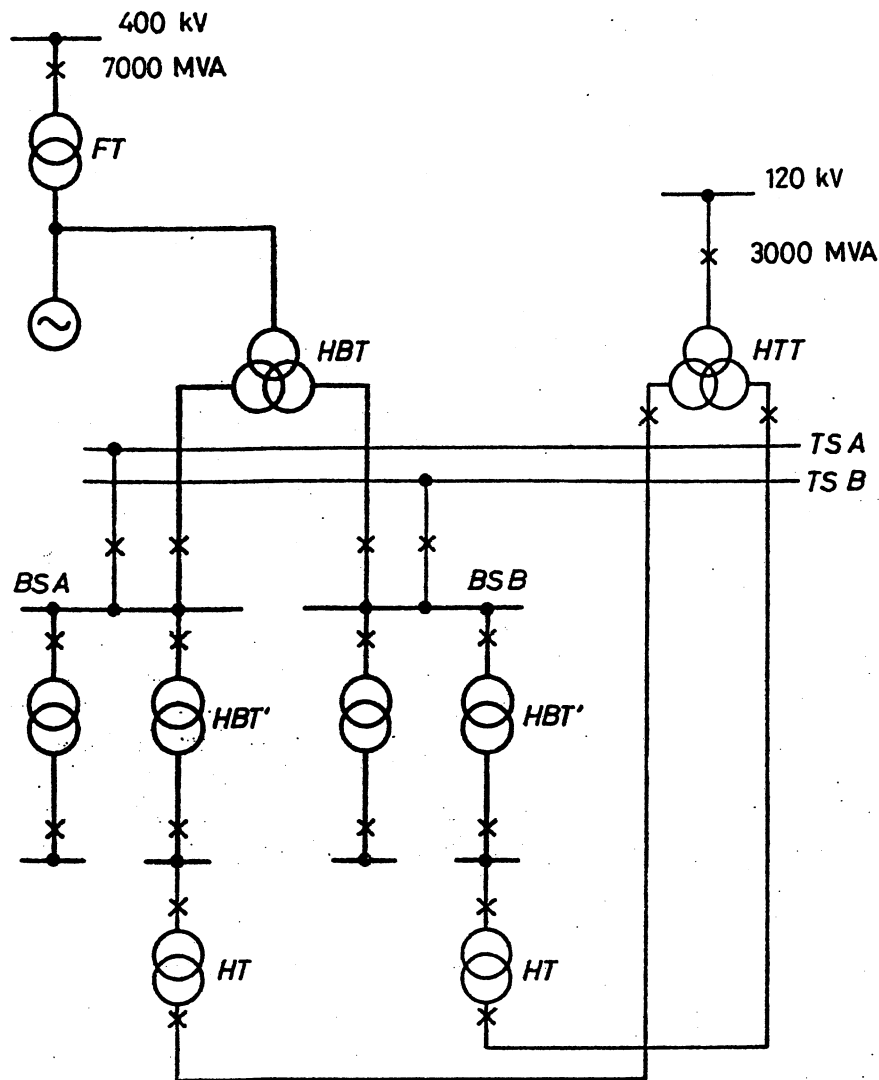 400 kV
7000 MVA
FT
120 kV
3000 MVA
HBT
HTT
TS A
TS B
BS A
BS B
HBT'
HBT'
HT
HT